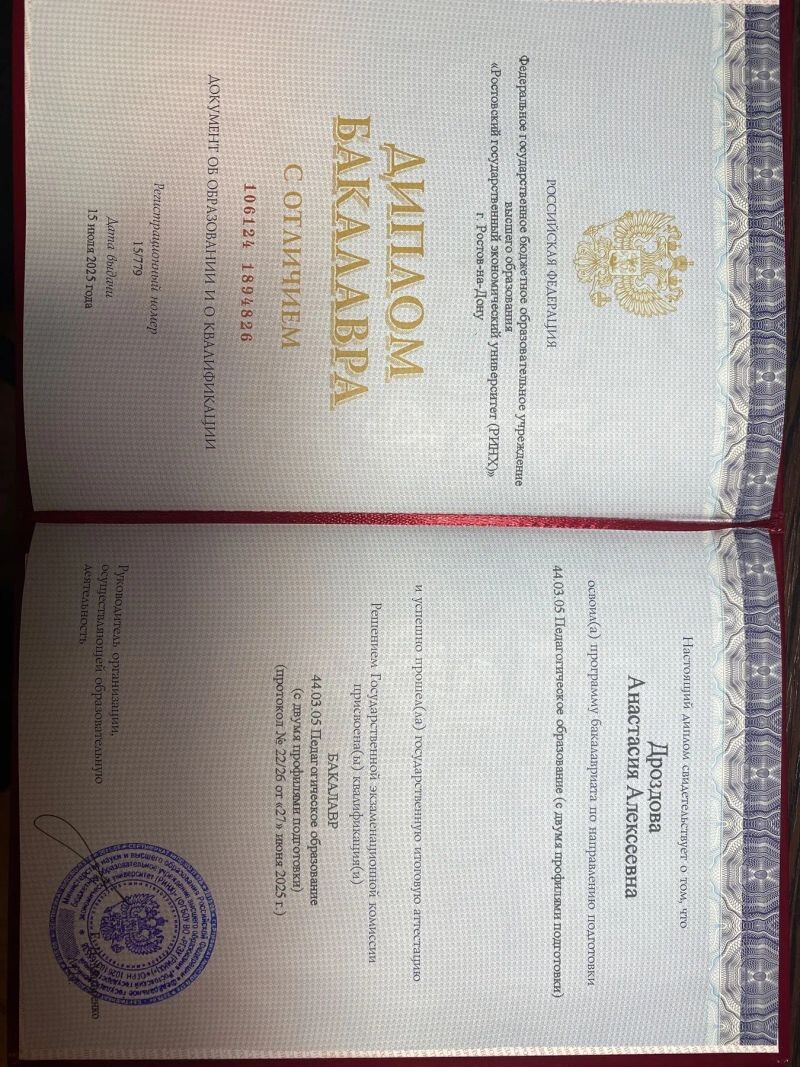 РОССИЙСКАЯ ФЕДЕРАЦИЯ
Федеральное государственное бюджетное образовательное учреждение
высшего образования
«Ростовский государственный экономический университет (РИНХ)»
г. Ростов-на-Дону
ДИПЛОМ
БАКАЛАВРА
С ОТЛИЧИЕМ
106124 1894826
ДОКУМЕНТ ОБ ОБРАЗОВАНИИ И О КВАЛИФИКАЦИИ
Регистрационный номер
15/779
Дата выдачи
15 июля 2025 года
Настоящий диплом свидетельствует о том, что
Дроздова
Анастасия Алексеевна
освоил(а) программу бакалавриата по направлению подготовки
44.03.05 Педагогическое образование (с двумя профилями подготовки)
и успешно прошел(ла) государственную итоговую аттестацию
Решением Государственной экзаменационной комиссии
присвоена(ы) квалификация(и)
БАКАЛАВР
44.03.05 Педагогическое образование
(с двумя профилями подготовки)
(протокол № 22/26 от «27» июня 2025 г.)
Руководитель организации,
осуществляющей образовательную
деятельность